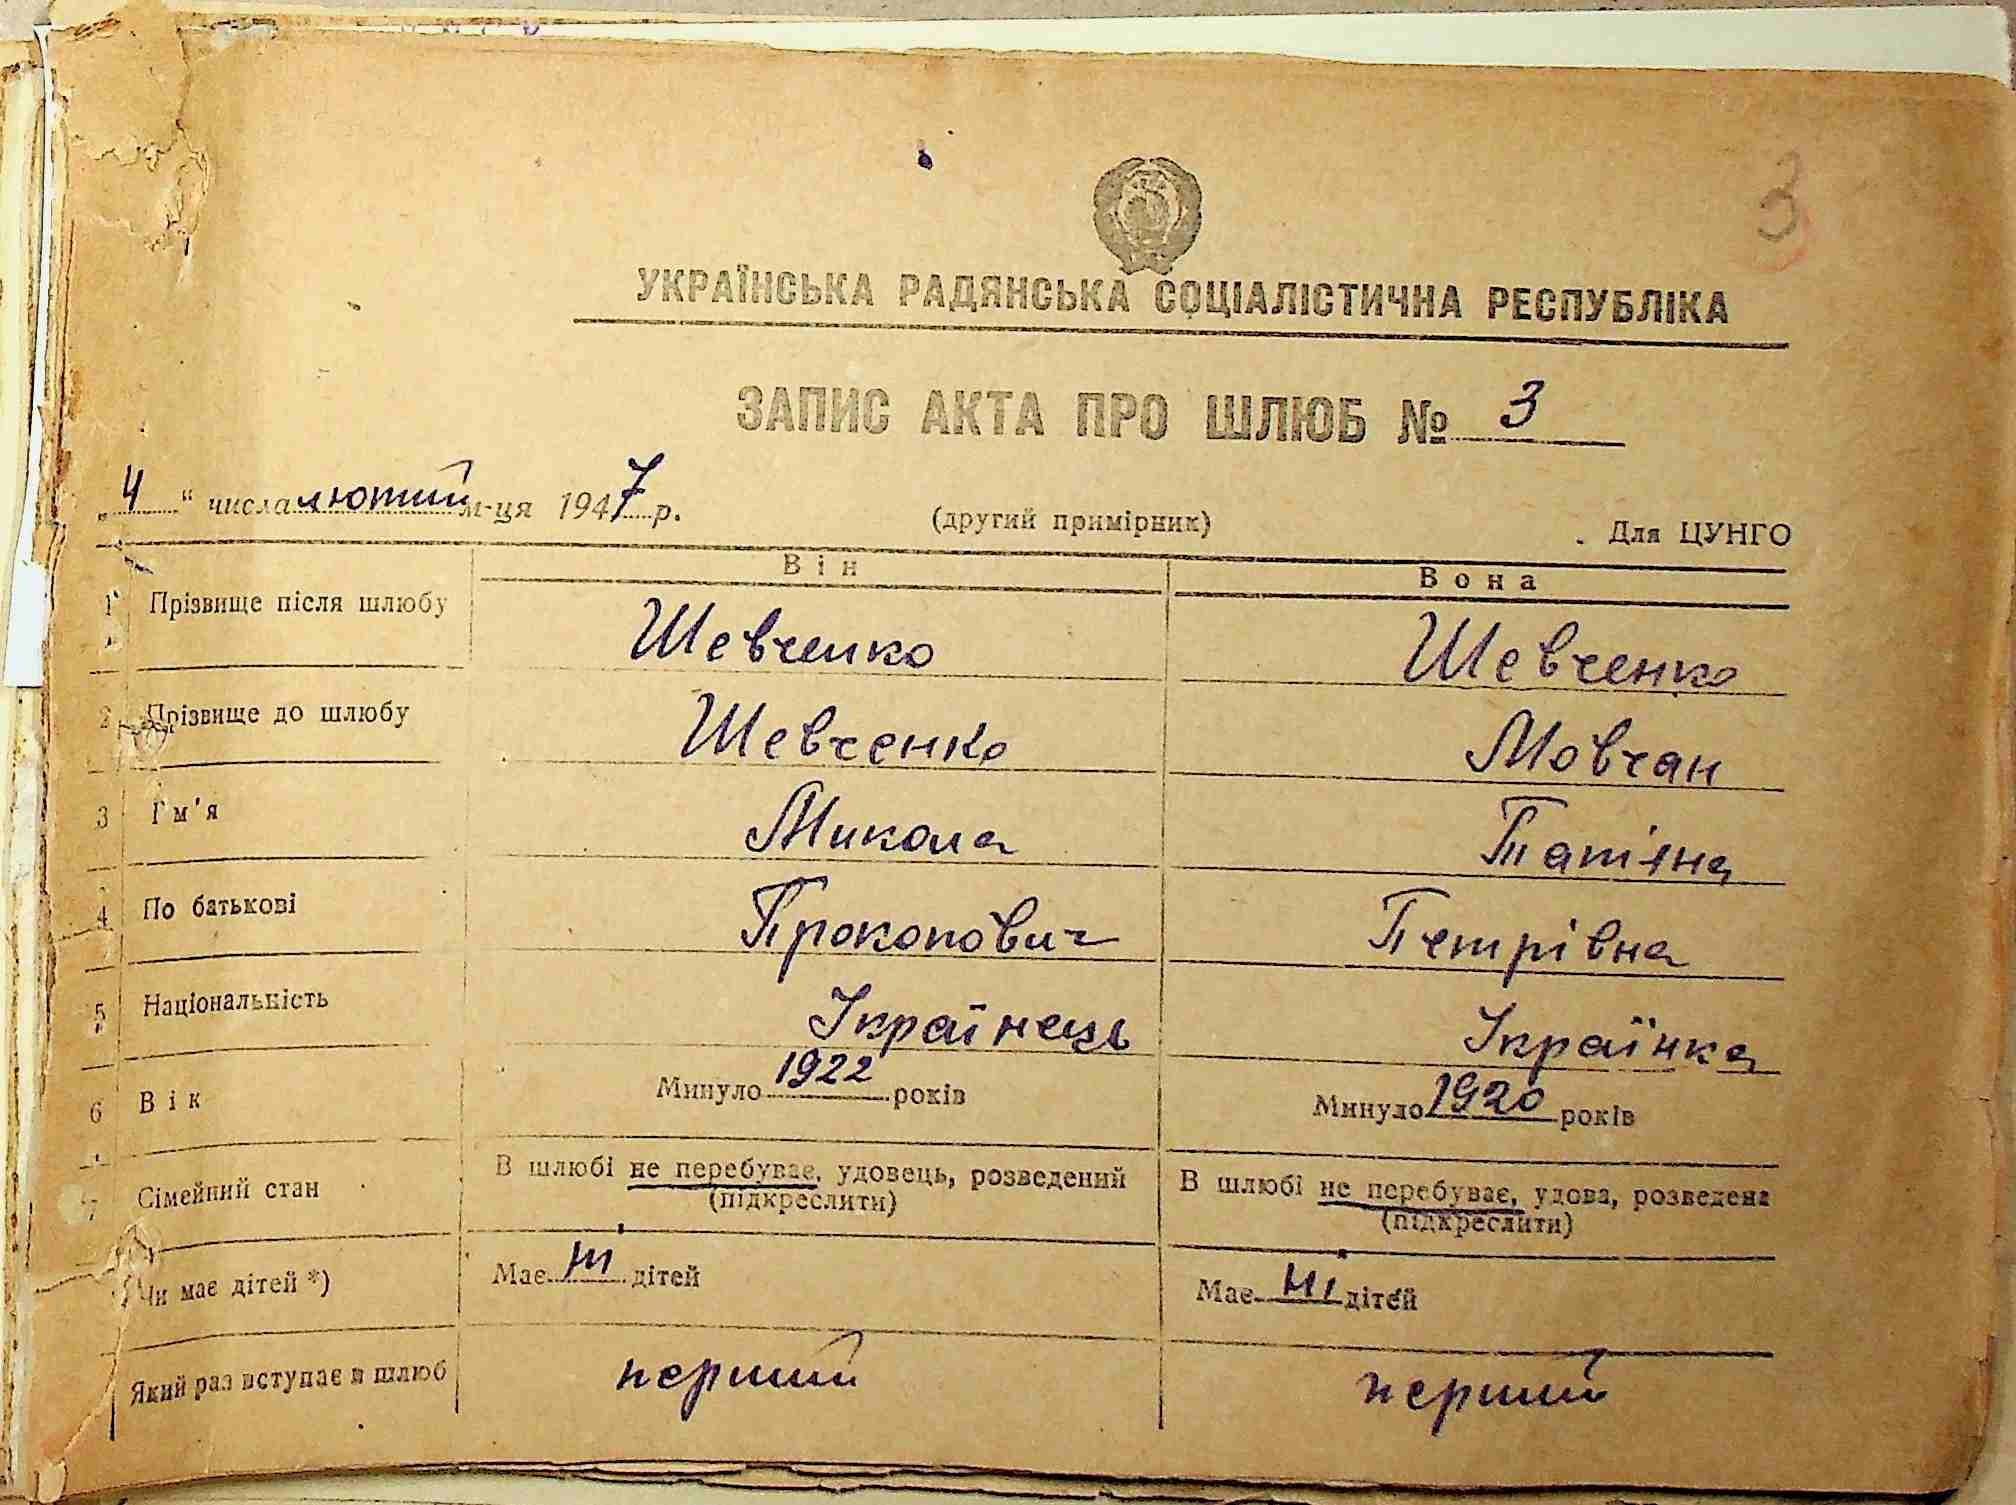 3
УКРАЇНСЬКА РАДЯНСЬКА СОЦІАЛІСТИЧНА РЕСПУБЛІКА
ЗАПИС АКТА ПРО ШЛЮБ № 3
„ 4 “ числа лютий м-ця 1947 р. (другий примірник) Для ЦУНГО
Він Вона
1 Прізвище після шлюбу Шевченко Шевченко
2 Прізвище до шлюбу Шевченко Мовчан
3 Ім'я Микола Татіяна
4 По батькові Прокопович Петрівна
5 Національність Українець Українка
6 Вік Минуло 1922 років Минуло 1920 років
7 Сімейний стан В шлюбі не перебуває, удовець, розведений В шлюбі не перебуває, удова, розведена
(підкреслити) (підкреслити)
Чи має дітей *) Має ні дітей Має ні дітей
Який раз вступає в шлюб перший перший